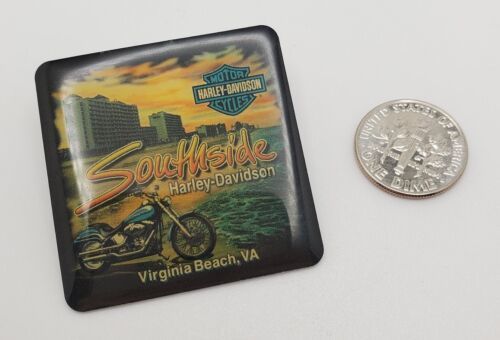 MOTOR
HARLEY-DAVIDSON
CYCLES
Southside
Harley-Davidson
Virginia Beach, VA
UNITED STATES OF AMERICA
ONE DIME